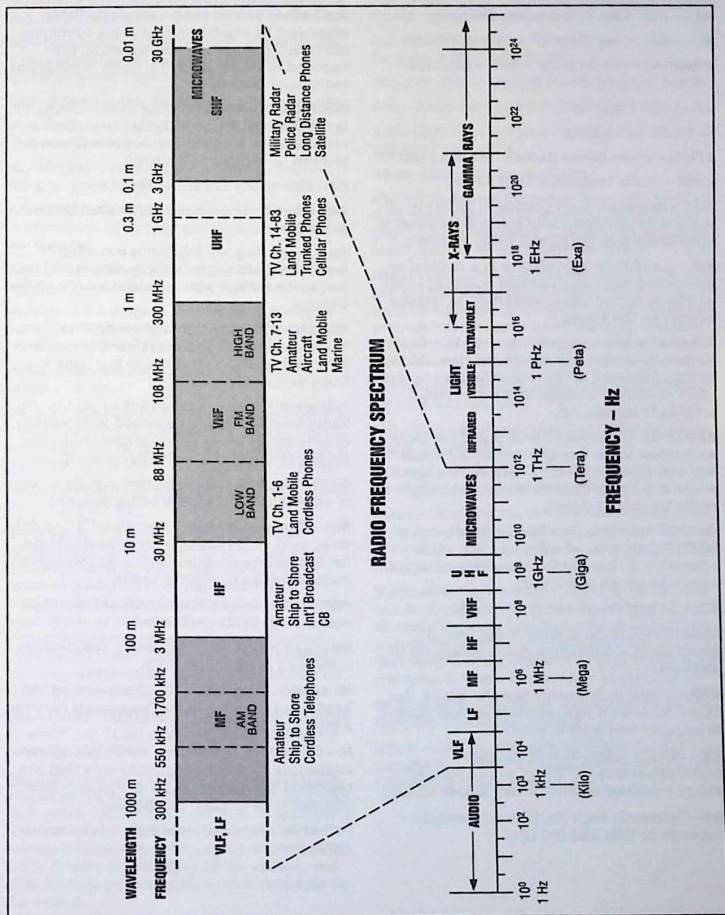 WAVELENGTH 1000 m 100 m 10 m 1 m 0.3 m 0.1 m 0.01 m
FREQUENCY 300 kHz 550 kHz 1700 kHz 3 MHz 30 MHz 88 MHz 108 MHz 300 MHz 1 GHz 3 GHz 30 GHz
MICROWAVES
VLF, LF MF HF VHF UHF SHF
AM
BAND
LOW
BAND
FM
BAND
HIGH
BAND
Amateur
Ship to Shore
Cordless Telephones
Amateur
Ship to Shore
Int'l Broadcast
CB
TV Ch. 1-6
Land Mobile
Cordless Phones
TV Ch. 7-13
Amateur
Aircraft
Land Mobile
Marine
TV Ch. 14-83
Land Mobile
Trunked Phones
Cellular Phones
Military Radar
Police Radar
Long Distance Phones
Satellite
RADIO FREQUENCY SPECTRUM
X-RAYS
LIGHT
AUDIO VLF LF MF HF VHF U H F MICROWAVES INFRARED VISIBLE ULTRAVIOLET GAMMA RAYS
10⁰ 10² 10³ 10⁴ 10⁶ 10⁸ 10⁹ 10¹⁰ 10¹² 10¹⁴ 10¹⁶ 10¹⁸ 10²⁰ 10²² 10²⁴
1 Hz 1 kHz 1 MHz 1GHz 1 THz 1 PHz 1 EHz
(Kilo) (Mega) (Giga) (Tera) (Peta) (Exa)
FREQUENCY – Hz